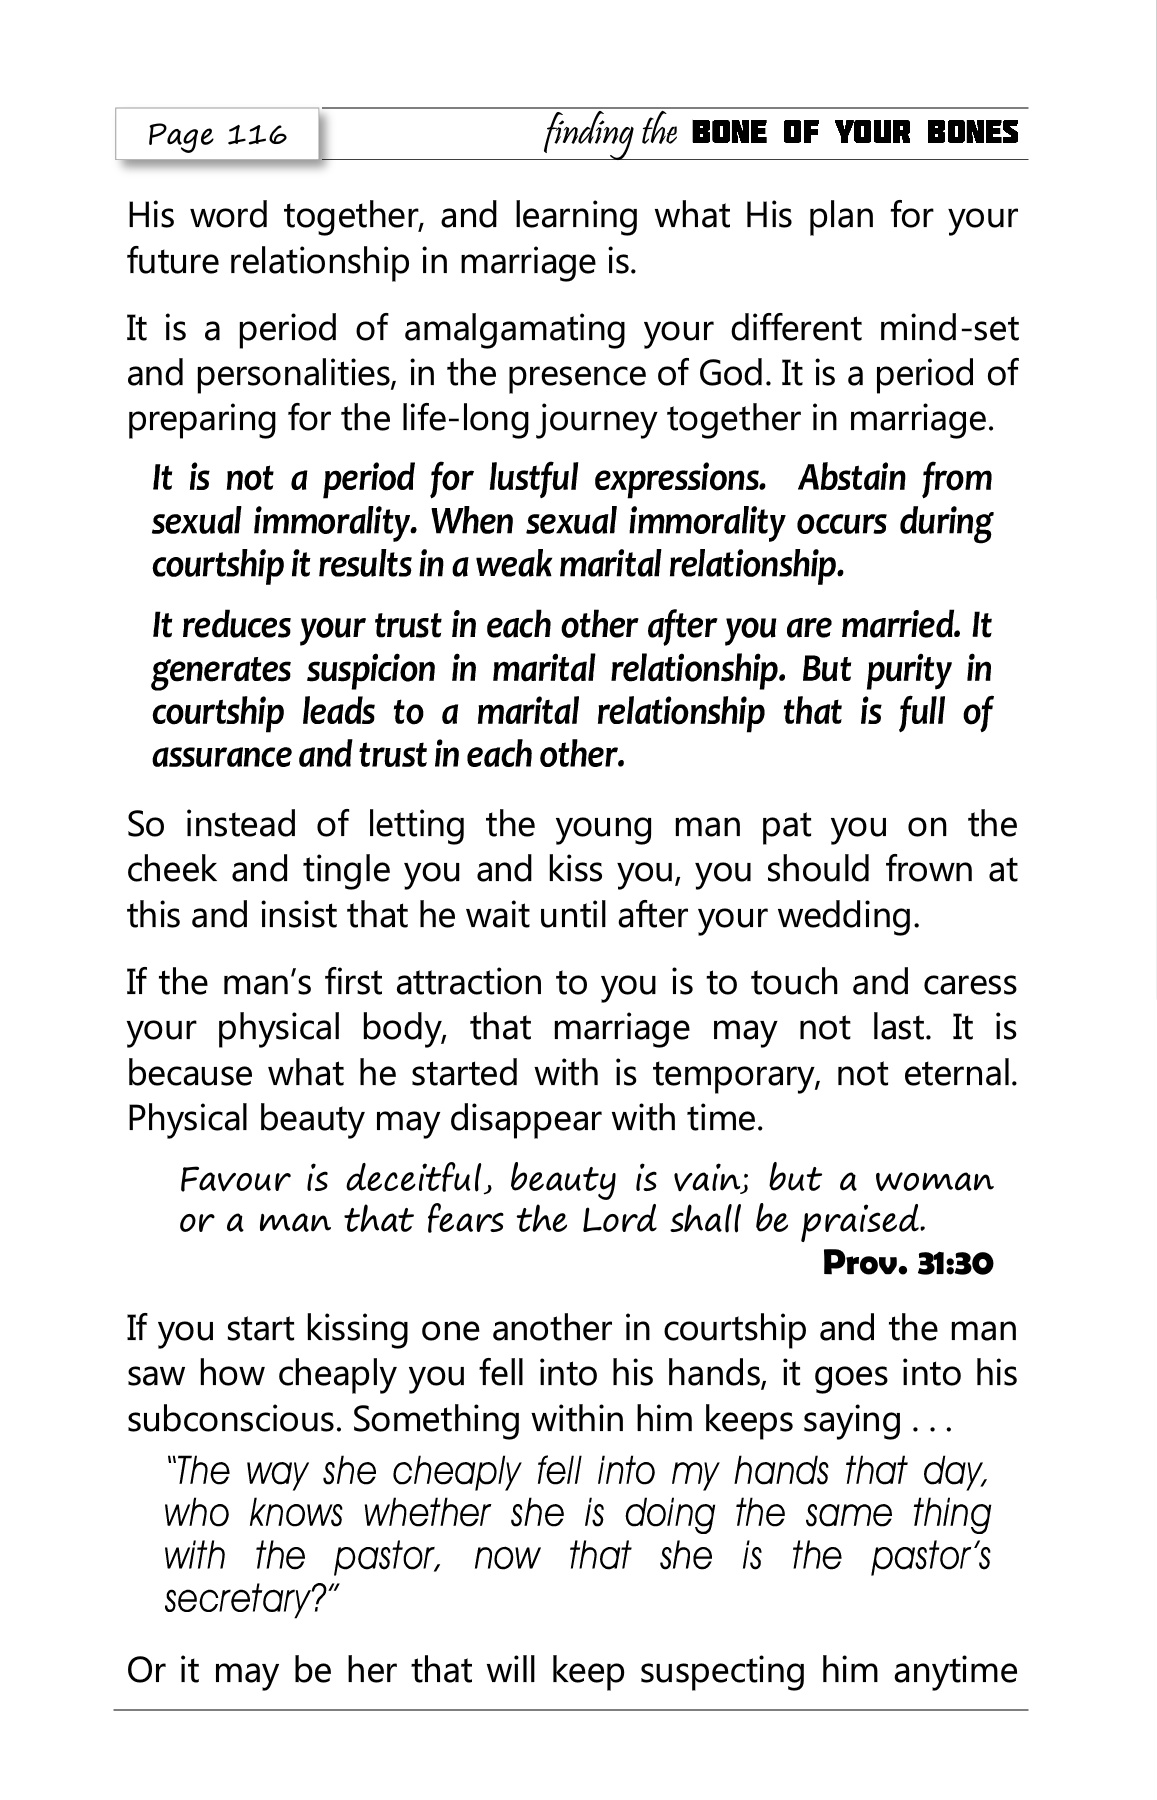 Page 116
finding the BONE OF YOUR BONES
His word together, and learning what His plan for your
future relationship in marriage is.
It is a period of amalgamating your different mind-set
and personalities, in the presence of God. It is a period of
preparing for the life-long journey together in marriage.
It is not a period for lustful expressions. Abstain from
sexual immorality. When sexual immorality occurs during
courtship it results in a weak marital relationship.
It reduces your trust in each other after you are married. It
generates suspicion in marital relationship. But purity in
courtship leads to a marital relationship that is full of
assurance and trust in each other.
So instead of letting the young man pat you on the
cheek and tingle you and kiss you, you should frown at
this and insist that he wait until after your wedding.
If the man’s first attraction to you is to touch and caress
your physical body, that marriage may not last. It is
because what he started with is temporary, not eternal.
Physical beauty may disappear with time.
Favour is deceitful, beauty is vain; but a woman
or a man that fears the Lord shall be praised.
Prov. 31:30
If you start kissing one another in courtship and the man
saw how cheaply you fell into his hands, it goes into his
subconscious. Something within him keeps saying . . .
“The way she cheaply fell into my hands that day,
who knows whether she is doing the same thing
with the pastor, now that she is the pastor’s
secretary?”
Or it may be her that will keep suspecting him anytime